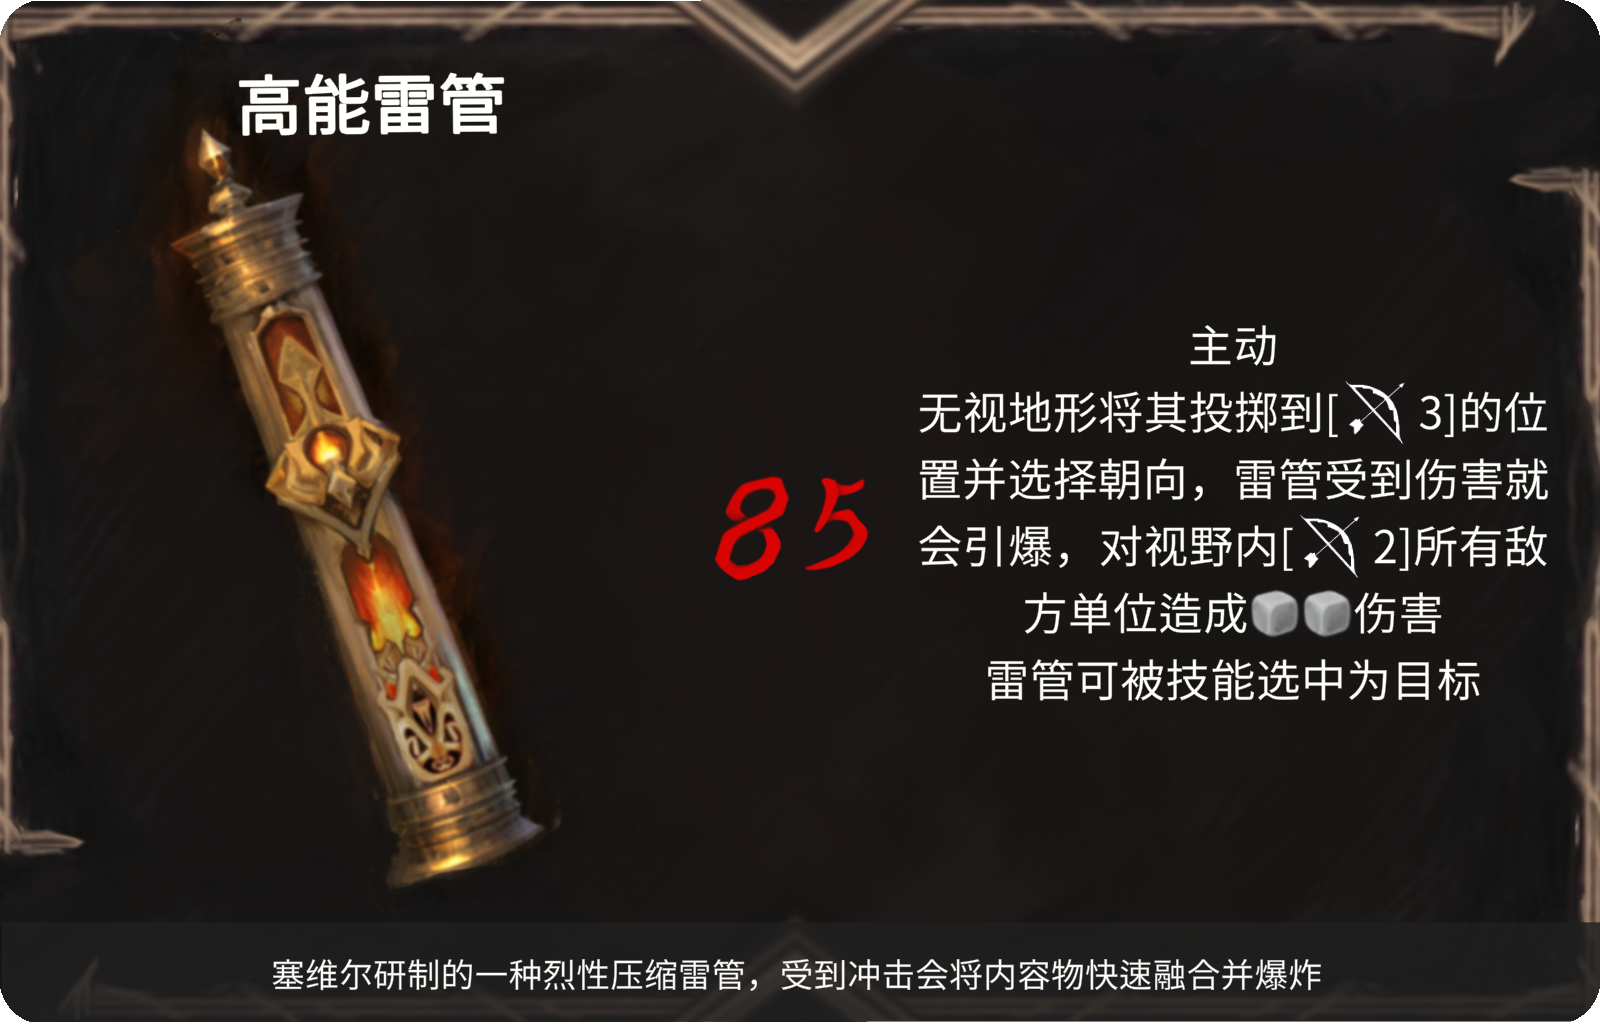 高能雷管
85
主动
无视地形将其投掷到[ 3]的位
置并选择朝向，雷管受到伤害就
会引爆，对视野内[ 2]所有敌
方单位造成伤害
雷管可被技能选中为目标
塞维尔研制的一种烈性压缩雷管，受到冲击会将内容物快速融合并爆炸